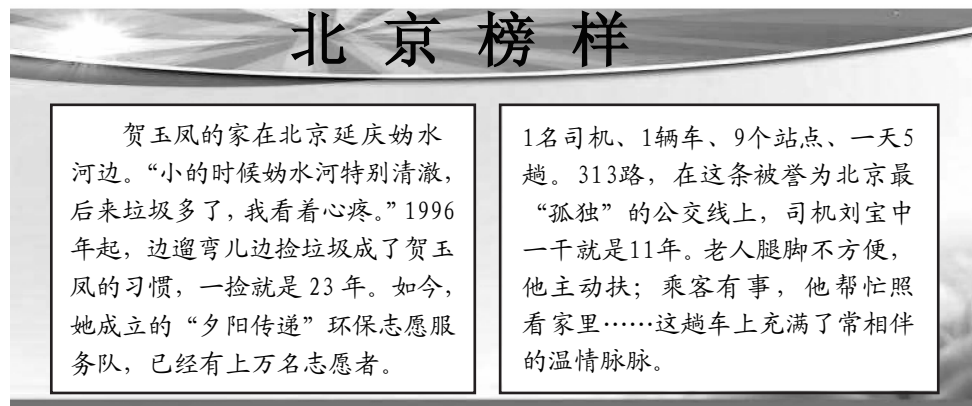 北京榜样
贺玉凤的家在北京延庆妫水
河边。“小的时候妫水河特别清澈，
后来垃圾多了，我看着心疼。”1996
年起，边遛弯儿边捡垃圾成了贺玉
凤的习惯，一捡就是 23 年。如今，
她成立的“夕阳传递”环保志愿服
务队，已经有上万名志愿者。
1名司机、1辆车、9个站点、一天5
趟。313路，在这条被誉为北京最
“孤独”的公交线上，司机刘宝中
一干就是11年。老人腿脚不方便，
他主动扶；乘客有事，他帮忙照
看家里……这趟车上充满了常相伴
的温情脉脉。